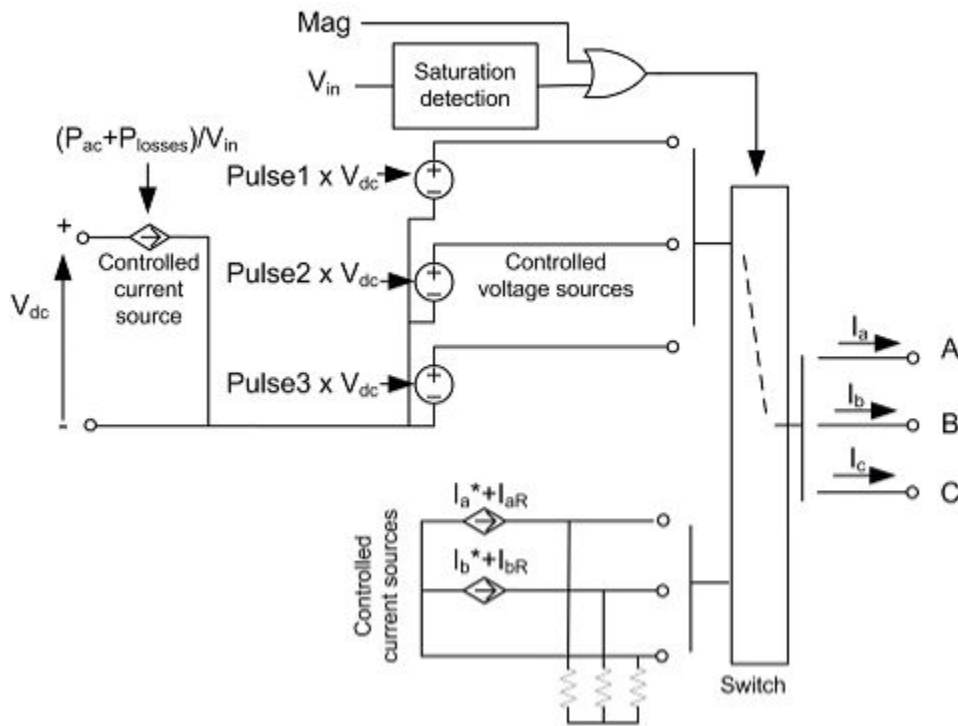 Mag
V_in
Saturation
detection
(P_ac+P_losses)/V_in
Pulse1 x V_dc
+
−
+
Controlled
current
source
V_dc
-
Pulse2 x V_dc
+
−
Controlled
voltage sources
Pulse3 x V_dc
+
−
I_a
A
I_b
B
I_c
C
I_a*+I_aR
I_b*+I_bR
Controlled
current sources
Switch